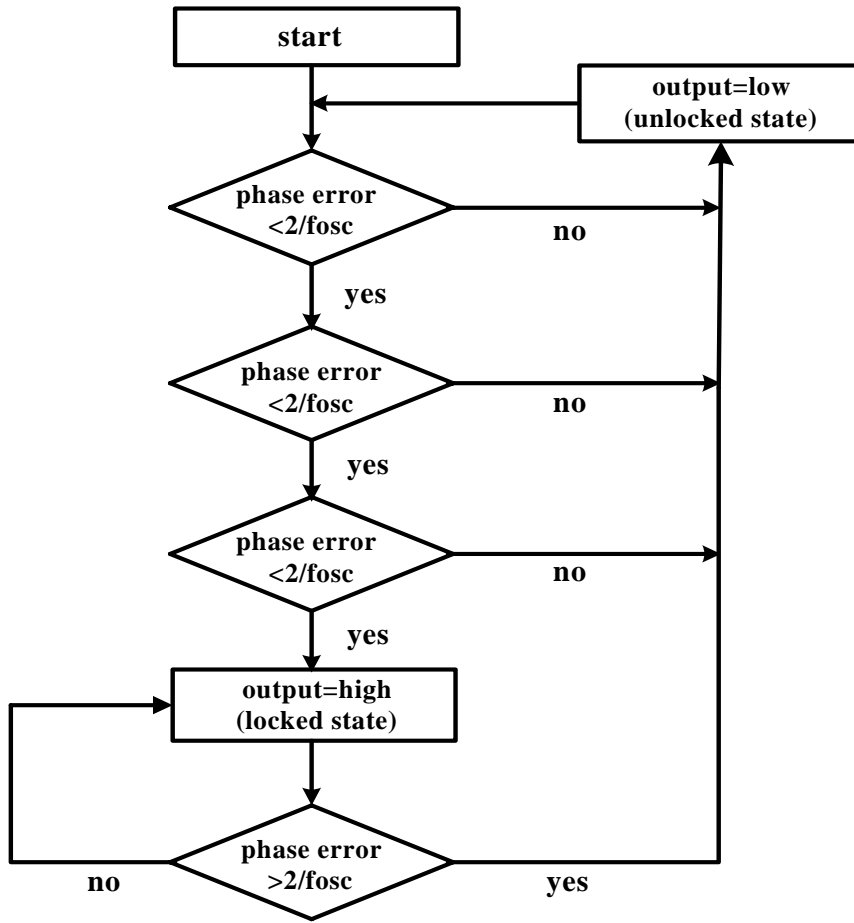 start
output=low
(unlocked state)
phase error
<2/fosc
no
yes
phase error
<2/fosc
no
yes
phase error
<2/fosc
no
yes
output=high
(locked state)
phase error
>2/fosc
no
yes